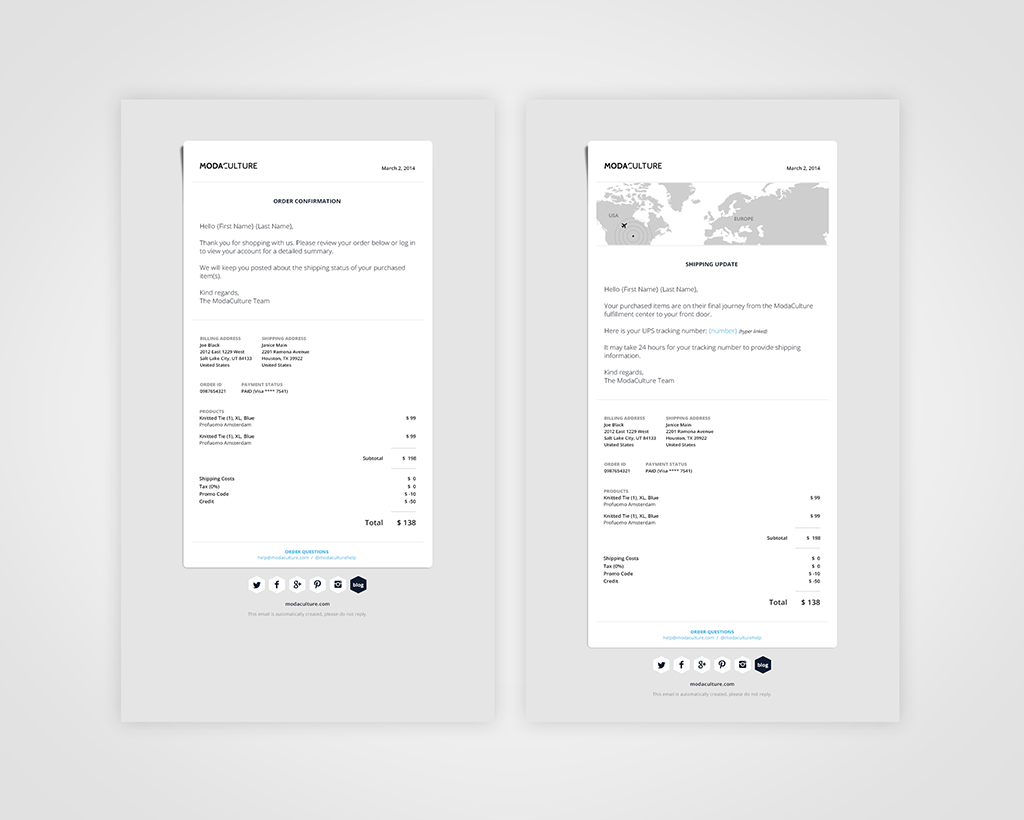 MODACULTURE
March 2, 2014
ORDER CONFIRMATION
Hello {First Name} {Last Name},
Thank you for shopping with us. Please review your order below or log in
to view your account for a detailed summary.
We will keep you posted about the shipping status of your purchased
item(s).
Kind regards,
The ModaCulture Team
BILLING ADDRESS SHIPPING ADDRESS
Joe Black Janice Main
2012 East 1229 West 2201 Ramona Avenue
Salt Lake City, UT 84133 Houston, TX 39922
United States United States
ORDER ID PAYMENT STATUS
0987654321 PAID (Visa **** 7541)
PRODUCTS
Knitted Tie (1), XL, Blue $ 99
Profuomo Amsterdam
Knitted Tie (1), XL, Blue $ 99
Profuomo Amsterdam
Subtotal $ 198
Shipping Costs $ 0
Tax (0%) $ 0
Promo Code $ -10
Credit $ -50
Total $ 138
ORDER QUESTIONS
help@modaculture.com / @modaculturehelp
blog
modaculture.com
This email is automatically created, please do not reply.
MODACULTURE
March 2, 2014
USA
EUROPE
SHIPPING UPDATE
Hello {First Name} {Last Name},
Your purchased items are on their final journey from the ModaCulture
fulfillment center to your front door.
Here is your UPS tracking number: {number} (hyper linked)
It may take 24 hours for your tracking number to provide shipping
information.
Kind regards,
The ModaCulture Team
BILLING ADDRESS SHIPPING ADDRESS
Joe Black Janice Main
2012 East 1229 West 2201 Ramona Avenue
Salt Lake City, UT 84133 Houston, TX 39922
United States United States
ORDER ID PAYMENT STATUS
0987654321 PAID (Visa **** 7541)
PRODUCTS
Knitted Tie (1), XL, Blue $ 99
Profuomo Amsterdam
Knitted Tie (1), XL, Blue $ 99
Profuomo Amsterdam
Subtotal $ 198
Shipping Costs $ 0
Tax (0%) $ 0
Promo Code $ -10
Credit $ -50
Total $ 138
ORDER QUESTIONS
help@modaculture.com / @modaculturehelp
blog
modaculture.com
This email is automatically created, please do not reply.